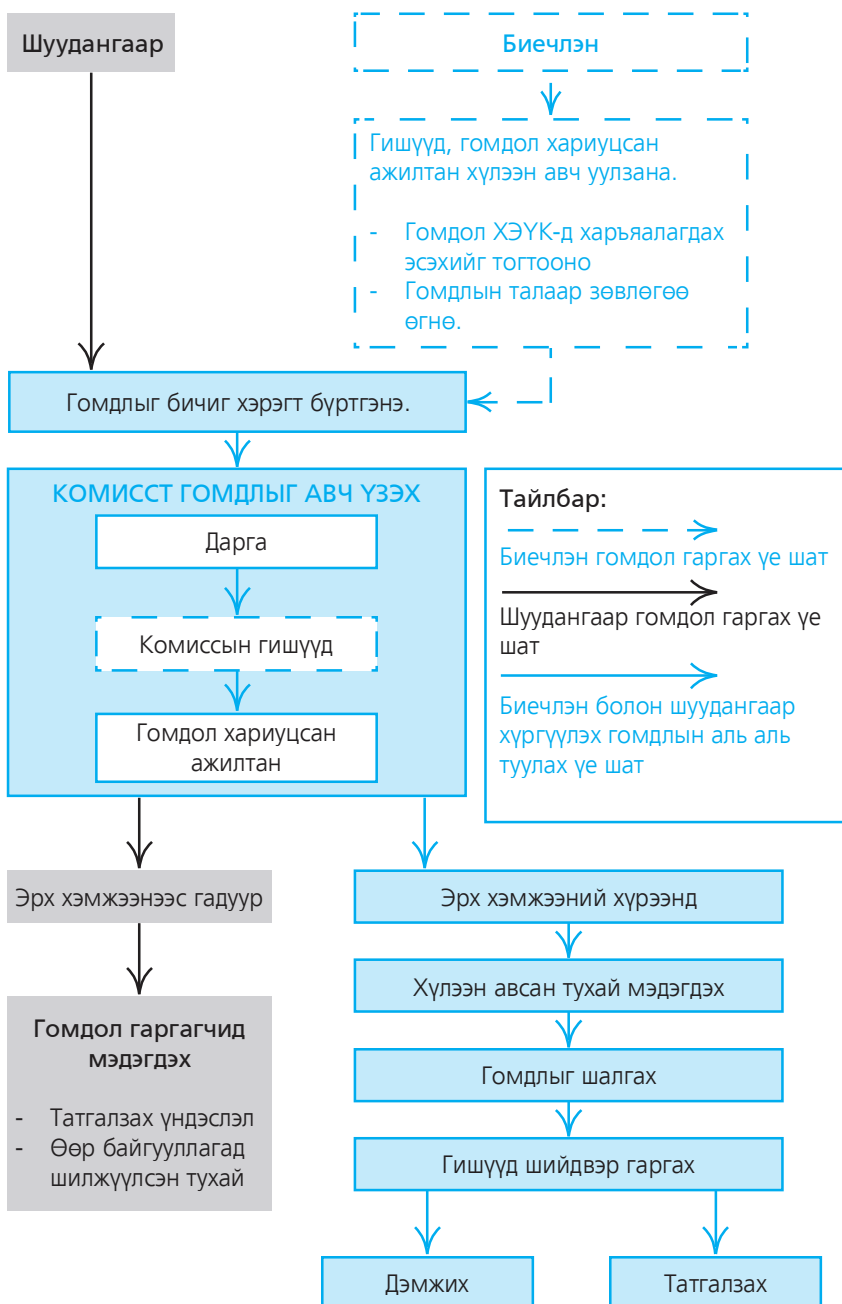 Шуудангаар
Биечлэн
Гишүүд, гомдол хариуцсан
ажилтан хүлээн авч уулзана.
- Гомдол ХЭҮК-д харъяалагдах
эсэхийг тогтооно
- Гомдлын талаар зөвлөгөө
өгнө.
Гомдлыг бичиг хэрэгт бүртгэнэ.
КОМИССТ ГОМДЛЫГ АВЧ ҮЗЭХ
Дарга
Комиссын гишүүд
Гомдол хариуцсан
ажилтан
Тайлбар:
Биечлэн гомдол гаргах үе шат
Шуудангаар гомдол гаргах үе
шат
Биечлэн болон шуудангаар
хүргүүлэх гомдлын аль аль
туулах үе шат
Эрх хэмжээнээс гадуур
Гомдол гаргагчид
мэдэгдэх
- Татгалзах үндэслэл
- Өөр байгууллагад
шилжүүлсэн тухай
Эрх хэмжээний хүрээнд
Хүлээн авсан тухай мэдэгдэх
Гомдлыг шалгах
Гишүүд шийдвэр гаргах
Дэмжих
Татгалзах